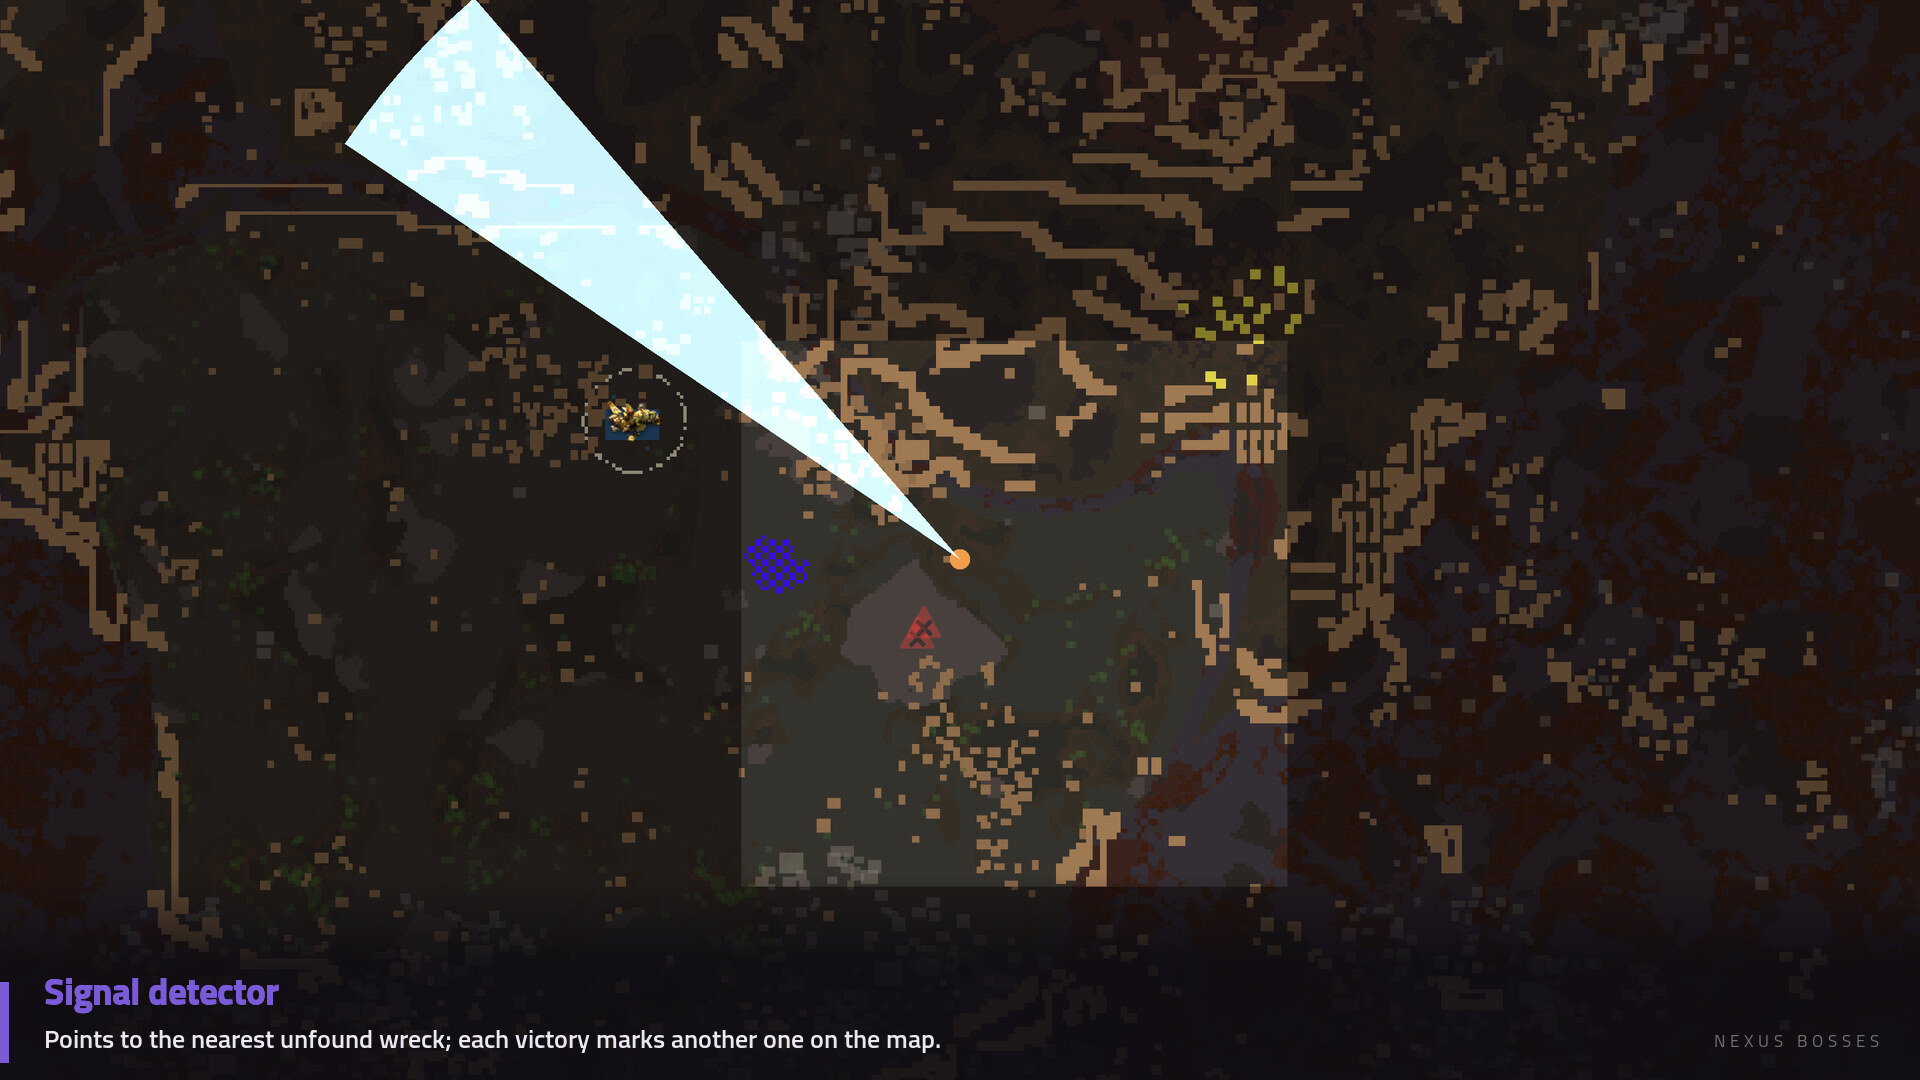 Signal detector
Points to the nearest unfound wreck; each victory marks another one on the map.
NEXUS BOSSES